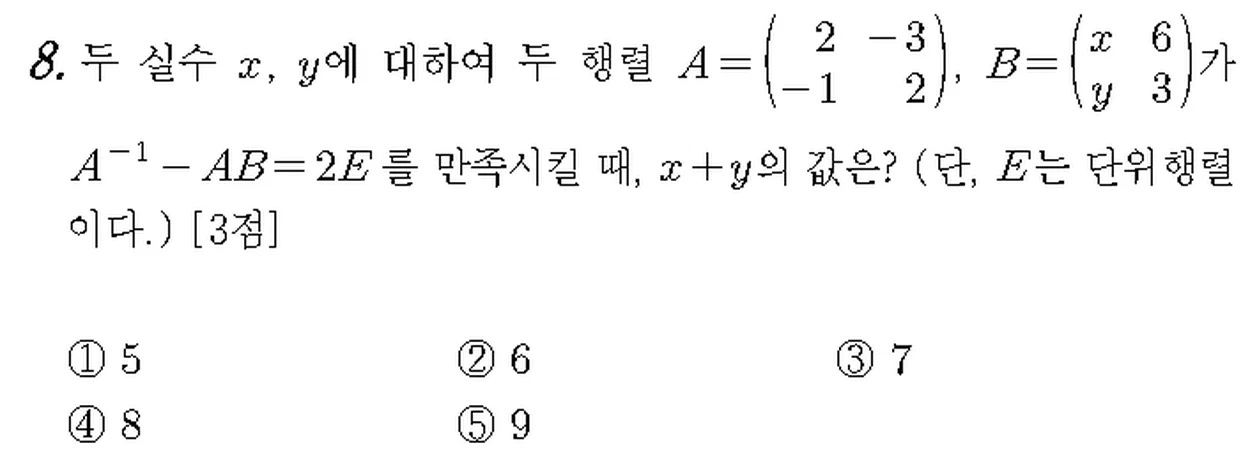 8. 두 실수 x, y에 대하여 두 행렬 A=(2 −3; −1 2), B=(x 6; y 3)가
A⁻¹−AB=2E를 만족시킬 때, x+y의 값은? (단, E는 단위행렬
이다.) [3점]
① 5 ② 6 ③ 7
④ 8 ⑤ 9